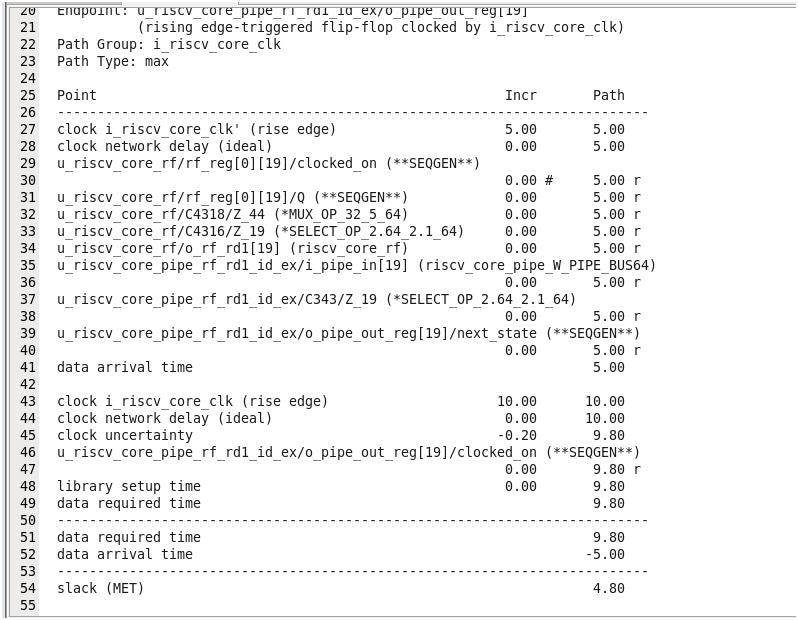 20 Endpoint: u_riscv_core_pipe_rf_rd1_id_ex/o_pipe_out_reg[19]
21           (rising edge-triggered flip-flop clocked by i_riscv_core_clk)
22 Path Group: i_riscv_core_clk
23 Path Type: max
24
25 Point                                                   Incr       Path
26 --------------------------------------------------------------------------
27 clock i_riscv_core_clk' (rise edge)                     5.00       5.00
28 clock network delay (ideal)                             0.00       5.00
29 u_riscv_core_rf/rf_reg[0][19]/clocked_on (**SEQGEN**)
30                                                         0.00 #     5.00 r
31 u_riscv_core_rf/rf_reg[0][19]/Q (**SEQGEN**)            0.00       5.00 r
32 u_riscv_core_rf/C4318/Z_44 (*MUX_OP_32_5_64)            0.00       5.00 r
33 u_riscv_core_rf/C4316/Z_19 (*SELECT_OP_2.64_2.1_64)     0.00       5.00 r
34 u_riscv_core_rf/o_rf_rd1[19] (riscv_core_rf)            0.00       5.00 r
35 u_riscv_core_pipe_rf_rd1_id_ex/i_pipe_in[19] (riscv_core_pipe_W_PIPE_BUS64)
36                                                         0.00       5.00 r
37 u_riscv_core_pipe_rf_rd1_id_ex/C343/Z_19 (*SELECT_OP_2.64_2.1_64)
38                                                         0.00       5.00 r
39 u_riscv_core_pipe_rf_rd1_id_ex/o_pipe_out_reg[19]/next_state (**SEQGEN**)
40                                                         0.00       5.00 r
41 data arrival time                                                  5.00
42
43 clock i_riscv_core_clk (rise edge)                     10.00      10.00
44 clock network delay (ideal)                             0.00      10.00
45 clock uncertainty                                      -0.20       9.80
46 u_riscv_core_pipe_rf_rd1_id_ex/o_pipe_out_reg[19]/clocked_on (**SEQGEN**)
47                                                         0.00       9.80 r
48 library setup time                                      0.00       9.80
49 data required time                                                 9.80
50 --------------------------------------------------------------------------
51 data required time                                                 9.80
52 data arrival time                                                 -5.00
53 --------------------------------------------------------------------------
54 slack (MET)                                                        4.80
55